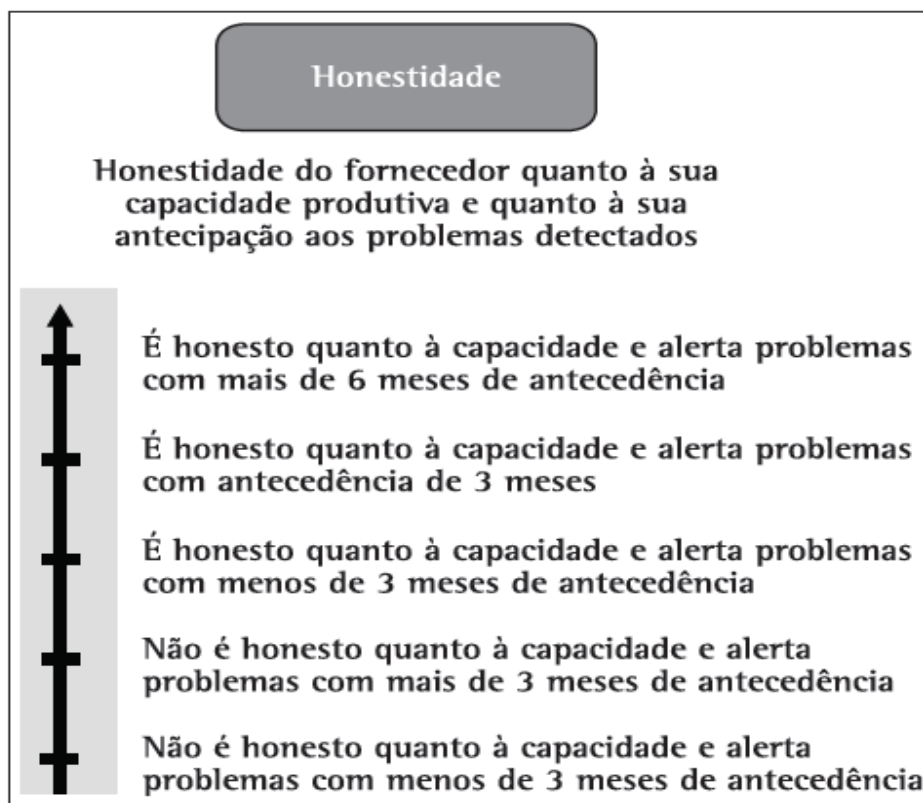 Honestidade
Honestidade do fornecedor quanto à sua
capacidade produtiva e quanto à sua
antecipação aos problemas detectados
É honesto quanto à capacidade e alerta problemas
com mais de 6 meses de antecedência
É honesto quanto à capacidade e alerta problemas
com antecedência de 3 meses
É honesto quanto à capacidade e alerta problemas
com menos de 3 meses de antecedência
Não é honesto quanto à capacidade e alerta
problemas com mais de 3 meses de antecedência
Não é honesto quanto à capacidade e alerta
problemas com menos de 3 meses de antecedência